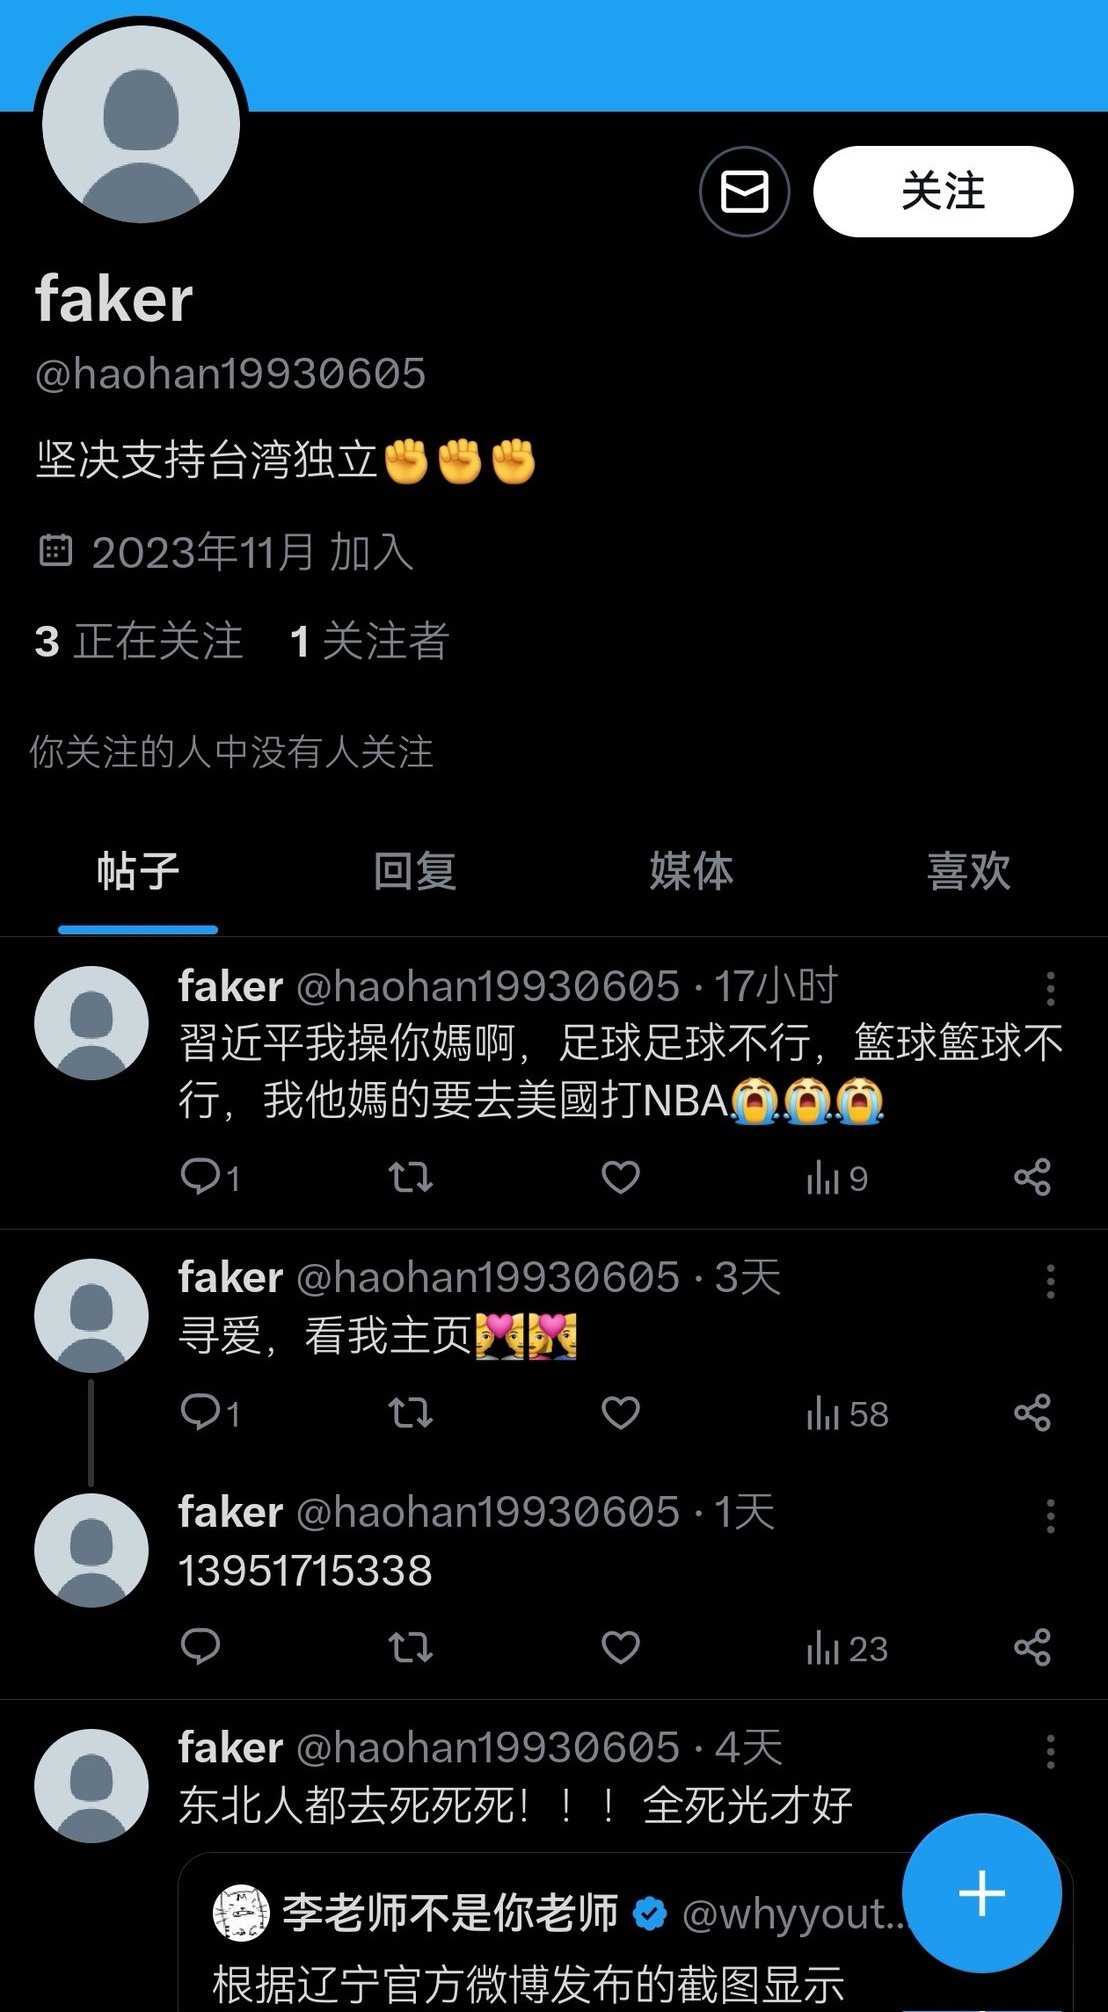 关注
faker
@haohan19930605
坚决支持台湾独立✊✊✊
2023年11月 加入
3 正在关注 1 关注者
你关注的人中没有人关注
帖子 回复 媒体 喜欢
faker @haohan19930605 · 17小时
習近平我操你媽啊，足球足球不行，籃球籃球不
行，我他媽的要去美國打NBA😭😭😭
1 9
faker @haohan19930605 · 3天
寻爱，看我主页💑💑
1 58
faker @haohan19930605 · 1天
13951715338
23
faker @haohan19930605 · 4天
东北人都去死死死！！！全死光才好
李老师不是你老师 @whyyout...
根据辽宁官方微博发布的截图显示